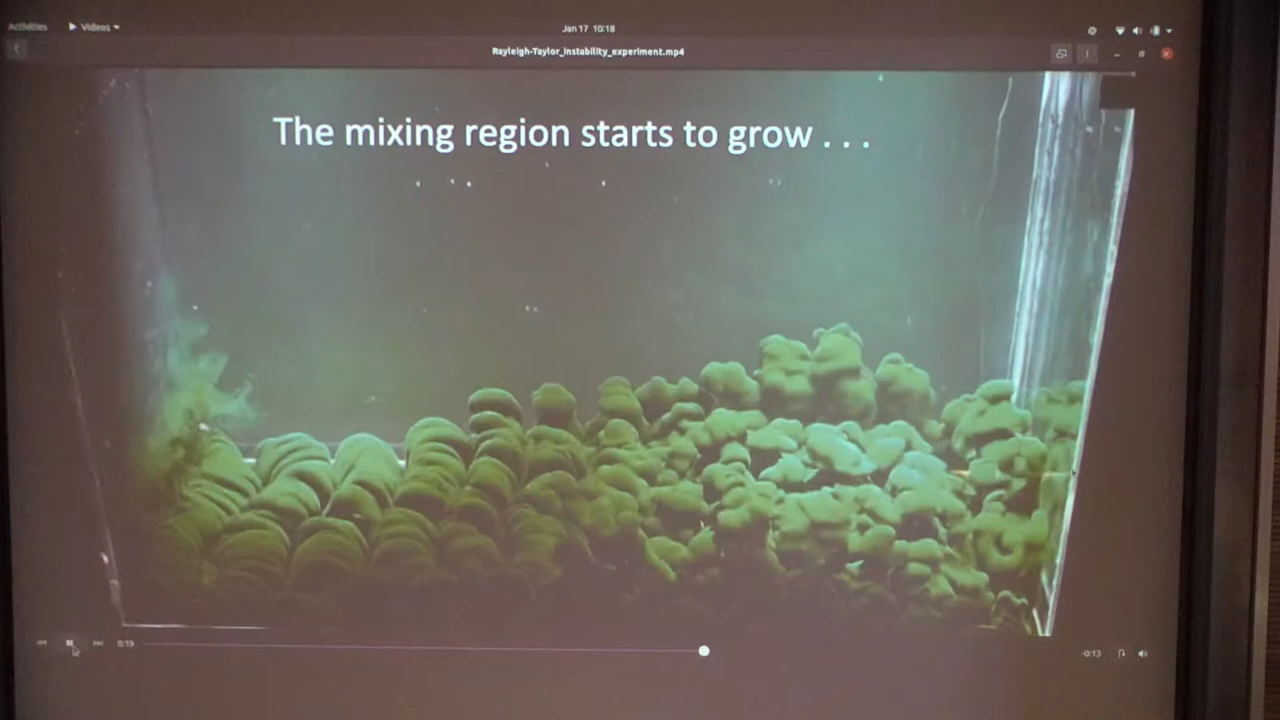 Activities
Videos
Jan 17 10:18
Rayleigh-Taylor_instability_experiment.mp4
The mixing region starts to grow . . .
0:19
-0:13